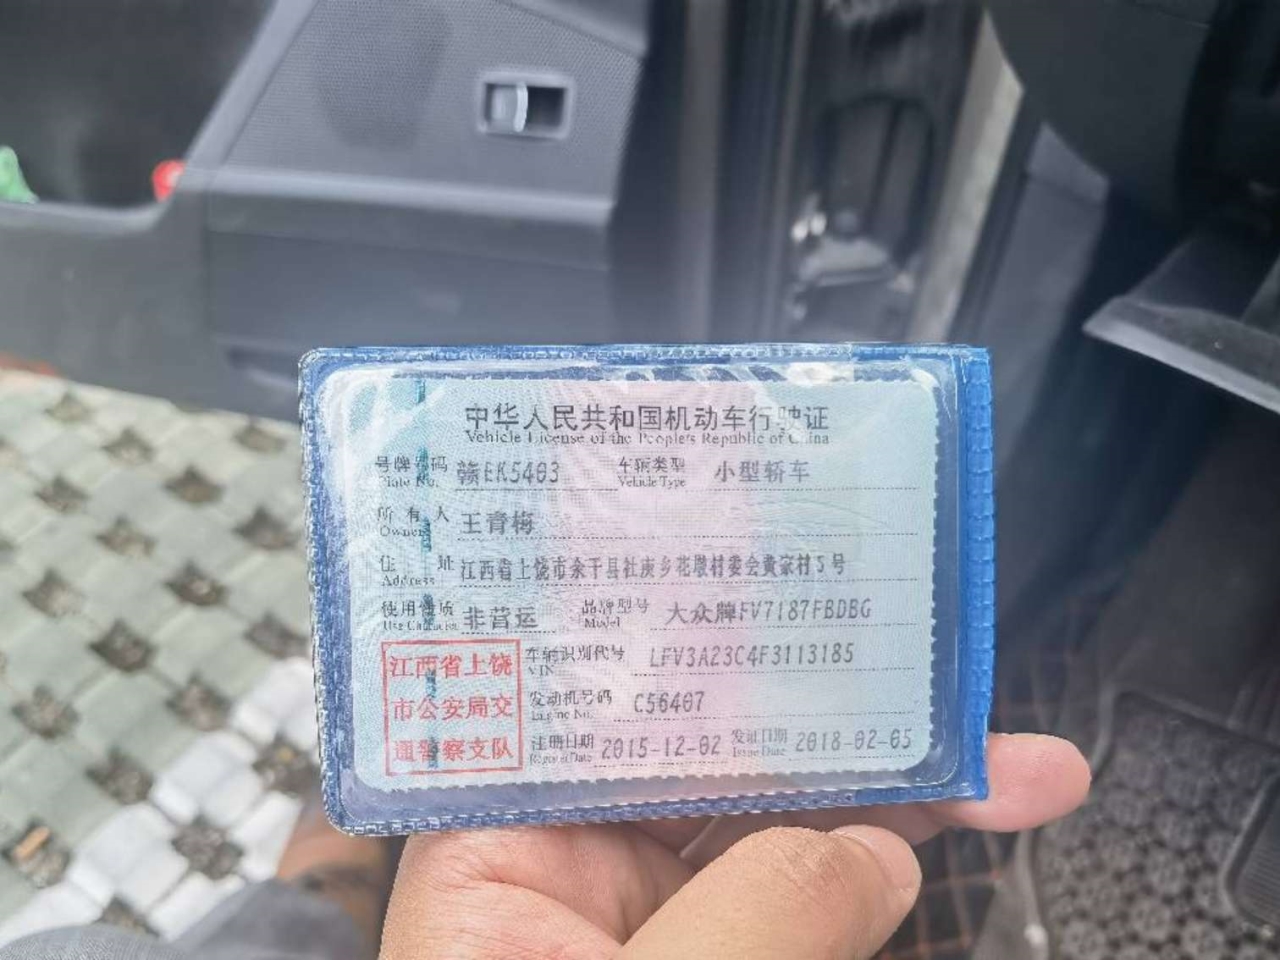 中华人民共和国机动车行驶证
Vehicle License of the People's Republic of China
号牌号码 赣EK5403 车辆类型 小型轿车
Plate No. Vehicle Type
所有人 王青梅
Owner
住址 江西省上饶市余干县社庚乡花墩村委会黄家村5号
Address
使用性质 非营运 品牌型号 大众牌FV7187FBDBG
Use Character Model
江西省上饶 车辆识别代号 LFV3A23C4F3113185
VIN
市公安局交 发动机号码 C56407
Engine No.
通警察支队 注册日期 2015-12-02 发证日期 2018-02-05
Register Date Issue Date